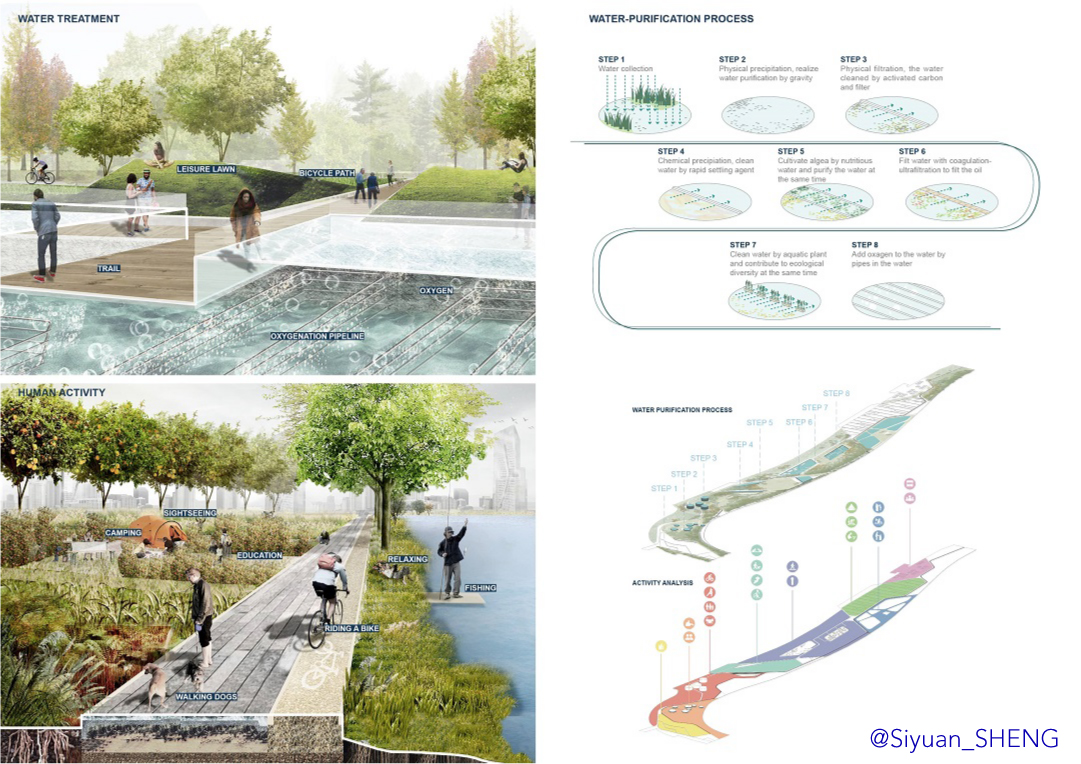 WATER TREATMENT
LEISURE LAWN
BICYCLE PATH
TRAIL
OXYGEN
OXYGENATION PIPELINE
HUMAN ACTIVITY
SIGHTSEEING
CAMPING
EDUCATION
RELAXING
FISHING
RIDING A BIKE
WALKING DOGS
WATER-PURIFICATION PROCESS
STEP 1
Water collection
STEP 2
Physical precipitation, realize
water purification by gravity
STEP 3
Physical filtration, the water
cleaned by activated carbon
and filter
STEP 4
Chemical precipiation, clean
water by rapid settling agent
STEP 5
Cultivate algea by nutritious
water and purify the water at
the same time
STEP 6
Filt water with coagulation-
ultrafiltration to filt the oil
STEP 7
Clean water by aquatic plant
and contribute to ecological
diversity at the same time
STEP 8
Add oxagen to the water by
pipes in the water
WATER PURIFICATION PROCESS
STEP 1
STEP 2
STEP 3
STEP 4
STEP 5
STEP 6
STEP 7
STEP 8
ACTIVITY ANALYSIS
@Siyuan_SHENG